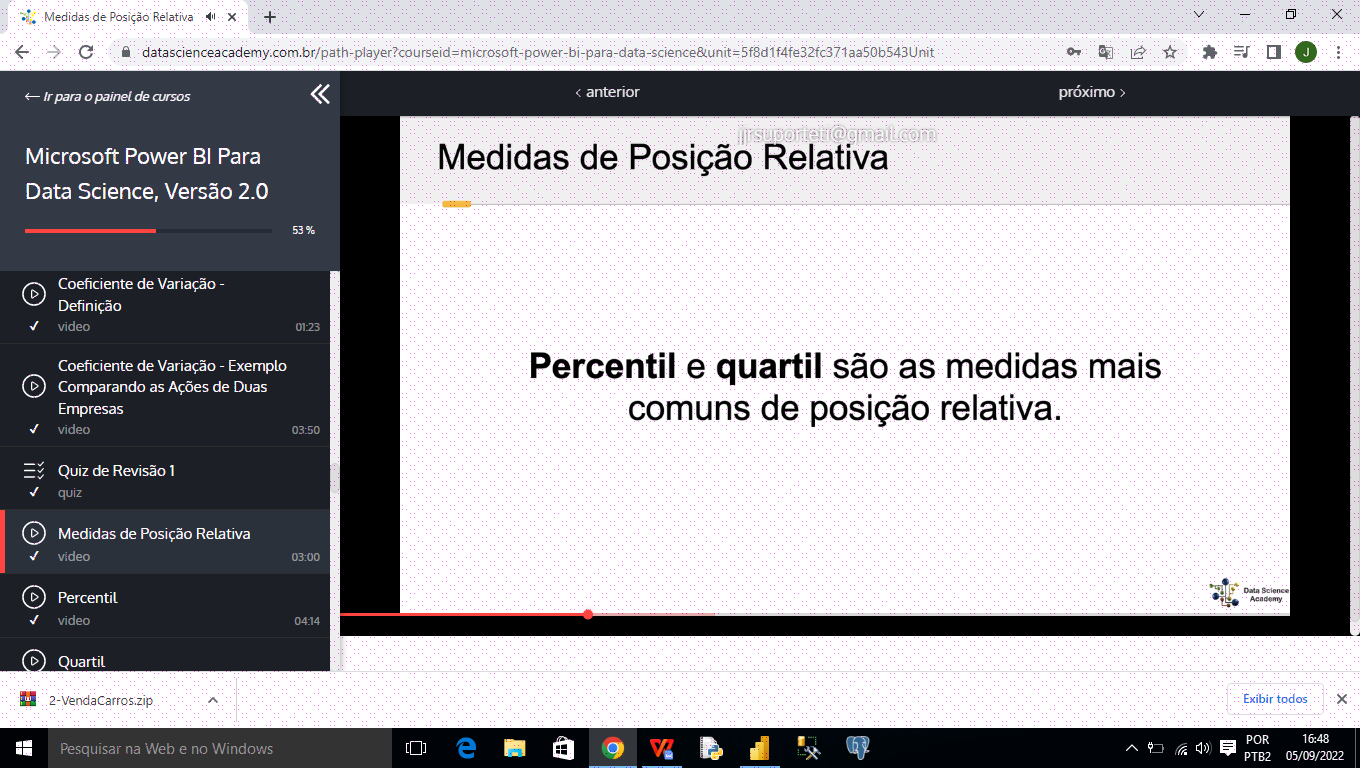 Medidas de Posição Relativa
datascienceacademy.com.br/path-player?courseid=microsoft-power-bi-para-data-science&unit=5f8d1f4fe32fc371aa50b543Unit
J
← Ir para o painel de cursos
‹ anterior
próximo ›
Microsoft Power BI Para
Data Science, Versão 2.0
53 %
Coeficiente de Variação -
Definição
video 01:23
Coeficiente de Variação - Exemplo
Comparando as Ações de Duas
Empresas
video 03:50
Quiz de Revisão 1
quiz
Medidas de Posição Relativa
video 03:00
Percentil
video 04:14
Quartil
jjrsuporteti@gmail.com
Medidas de Posição Relativa
Percentil e quartil são as medidas mais
comuns de posição relativa.
Data Science
Academy
2-VendaCarros.zip
Exibir todos
Pesquisar na Web e no Windows
POR
PTB2
16:48
05/09/2022